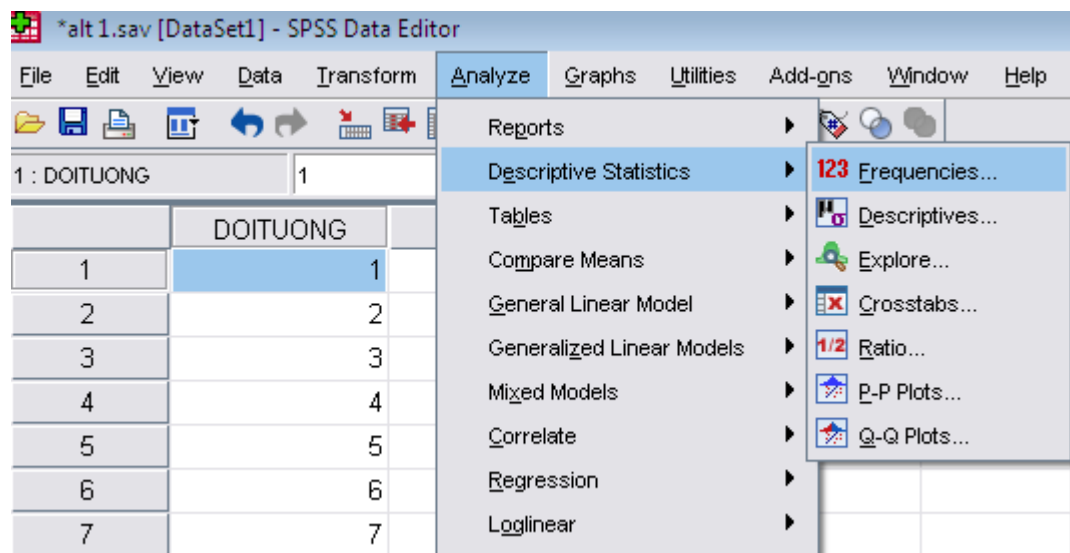 *alt 1.sav [DataSet1] - SPSS Data Editor
File Edit View Data Transform Analyze Graphs Utilities Add-ons Window Help
1 : DOITUONG 1
DOITUONG
1 1
2 2
3 3
4 4
5 5
6 6
7 7
Reports
Descriptive Statistics
Tables
Compare Means
General Linear Model
Generalized Linear Models
Mixed Models
Correlate
Regression
Loglinear
123 Frequencies...
μσ Descriptives...
Explore...
Crosstabs...
1/2 Ratio...
P-P Plots...
Q-Q Plots...